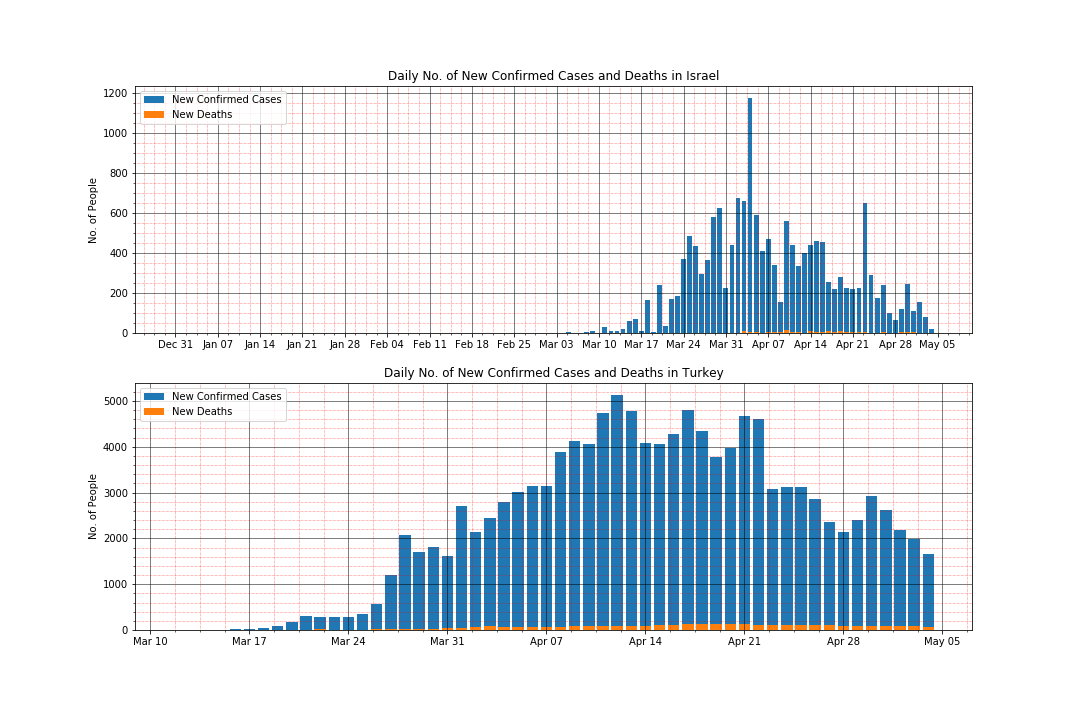 Daily No. of New Confirmed Cases and Deaths in Israel
New Confirmed Cases
New Deaths
No. of People
1200
1000
800
600
400
200
0
Dec 31 Jan 07 Jan 14 Jan 21 Jan 28 Feb 04 Feb 11 Feb 18 Feb 25 Mar 03 Mar 10 Mar 17 Mar 24 Mar 31 Apr 07 Apr 14 Apr 21 Apr 28 May 05
Daily No. of New Confirmed Cases and Deaths in Turkey
New Confirmed Cases
New Deaths
No. of People
5000
4000
3000
2000
1000
0
Mar 10 Mar 17 Mar 24 Mar 31 Apr 07 Apr 14 Apr 21 Apr 28 May 05